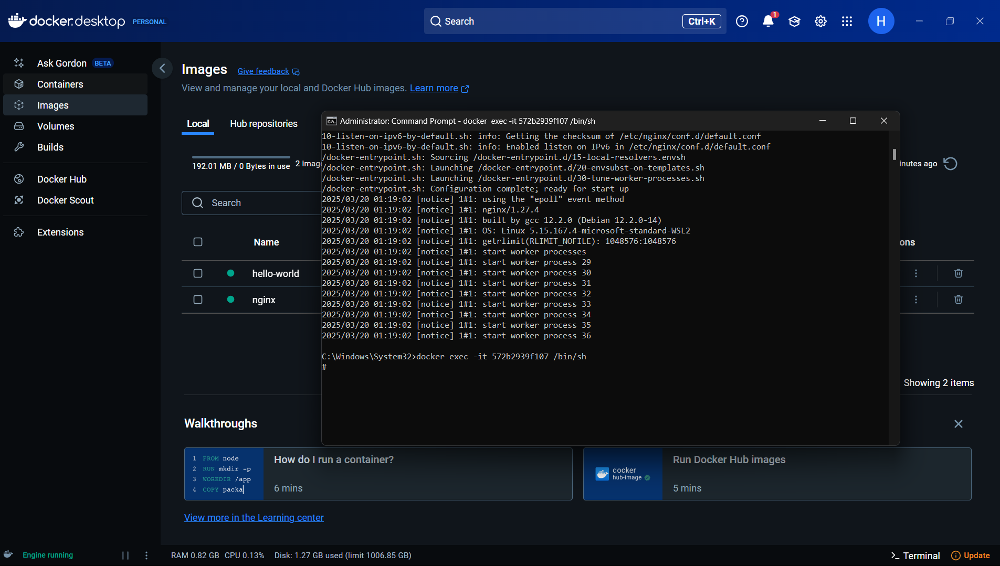 docker.desktop PERSONAL
Search
Ctrl+K
1
H
Ask Gordon BETA
Containers
Images
Volumes
Builds
Docker Hub
Docker Scout
Extensions
Images Give feedback
View and manage your local and Docker Hub images. Learn more
Local Hub repositories
192.01 MB / 0 Bytes in use 2 imag
inutes ago
Search
Name
ons
hello-world
nginx
Showing 2 items
Administrator: Command Prompt - docker exec -it 572b2939f107 /bin/sh
10-listen-on-ipv6-by-default.sh: info: Getting the checksum of /etc/nginx/conf.d/default.conf
10-listen-on-ipv6-by-default.sh: info: Enabled listen on IPv6 in /etc/nginx/conf.d/default.conf
/docker-entrypoint.sh: Sourcing /docker-entrypoint.d/15-local-resolvers.envsh
/docker-entrypoint.sh: Launching /docker-entrypoint.d/20-envsubst-on-templates.sh
/docker-entrypoint.sh: Launching /docker-entrypoint.d/30-tune-worker-processes.sh
/docker-entrypoint.sh: Configuration complete; ready for start up
2025/03/20 01:19:02 [notice] 1#1: using the "epoll" event method
2025/03/20 01:19:02 [notice] 1#1: nginx/1.27.4
2025/03/20 01:19:02 [notice] 1#1: built by gcc 12.2.0 (Debian 12.2.0-14)
2025/03/20 01:19:02 [notice] 1#1: OS: Linux 5.15.167.4-microsoft-standard-WSL2
2025/03/20 01:19:02 [notice] 1#1: getrlimit(RLIMIT_NOFILE): 1048576:1048576
2025/03/20 01:19:02 [notice] 1#1: start worker processes
2025/03/20 01:19:02 [notice] 1#1: start worker process 29
2025/03/20 01:19:02 [notice] 1#1: start worker process 30
2025/03/20 01:19:02 [notice] 1#1: start worker process 31
2025/03/20 01:19:02 [notice] 1#1: start worker process 32
2025/03/20 01:19:02 [notice] 1#1: start worker process 33
2025/03/20 01:19:02 [notice] 1#1: start worker process 34
2025/03/20 01:19:02 [notice] 1#1: start worker process 35
2025/03/20 01:19:02 [notice] 1#1: start worker process 36
C:\Windows\System32>docker exec -it 572b2939f107 /bin/sh
#
Walkthroughs
1 FROM node
2 RUN mkdir -p
3 WORKDIR /app
4 COPY packa
How do I run a container?
6 mins
docker
hub-image
Run Docker Hub images
5 mins
View more in the Learning center
Engine running
RAM 0.82 GB CPU 0.13% Disk: 1.27 GB used (limit 1006.85 GB)
Terminal
Update